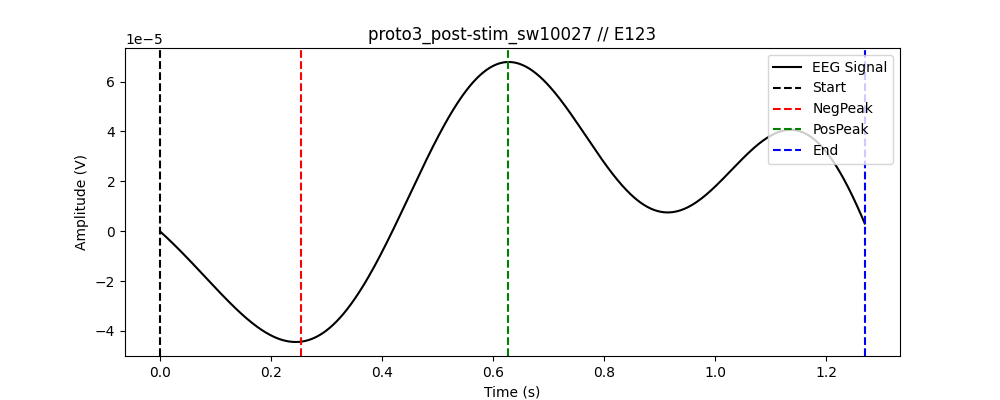 proto3_post-stim_sw10027 // E123
1e−5
6
4
2
0
−2
−4
Amplitude (V)
EEG Signal
Start
NegPeak
PosPeak
End
0.0 0.2 0.4 0.6 0.8 1.0 1.2
Time (s)